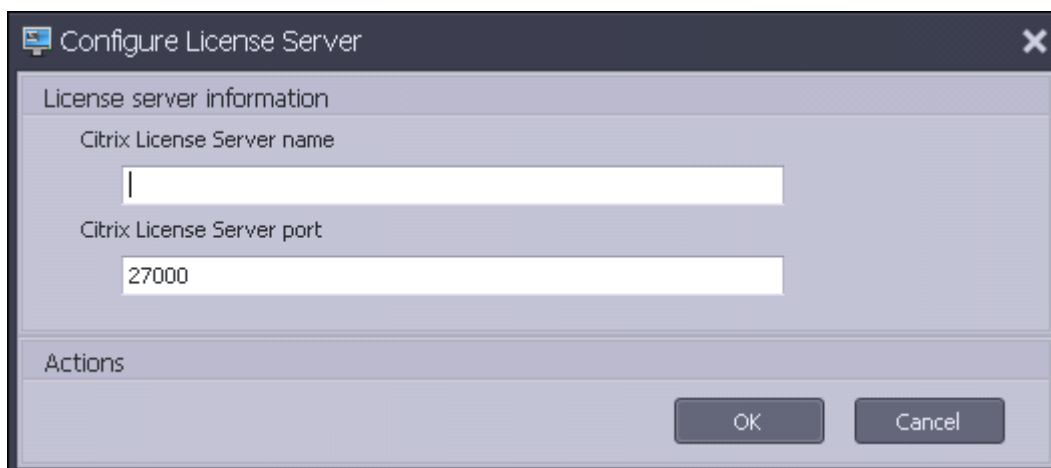 Configure License Server
License server information
Citrix License Server name
Citrix License Server port
27000
Actions
OK
Cancel